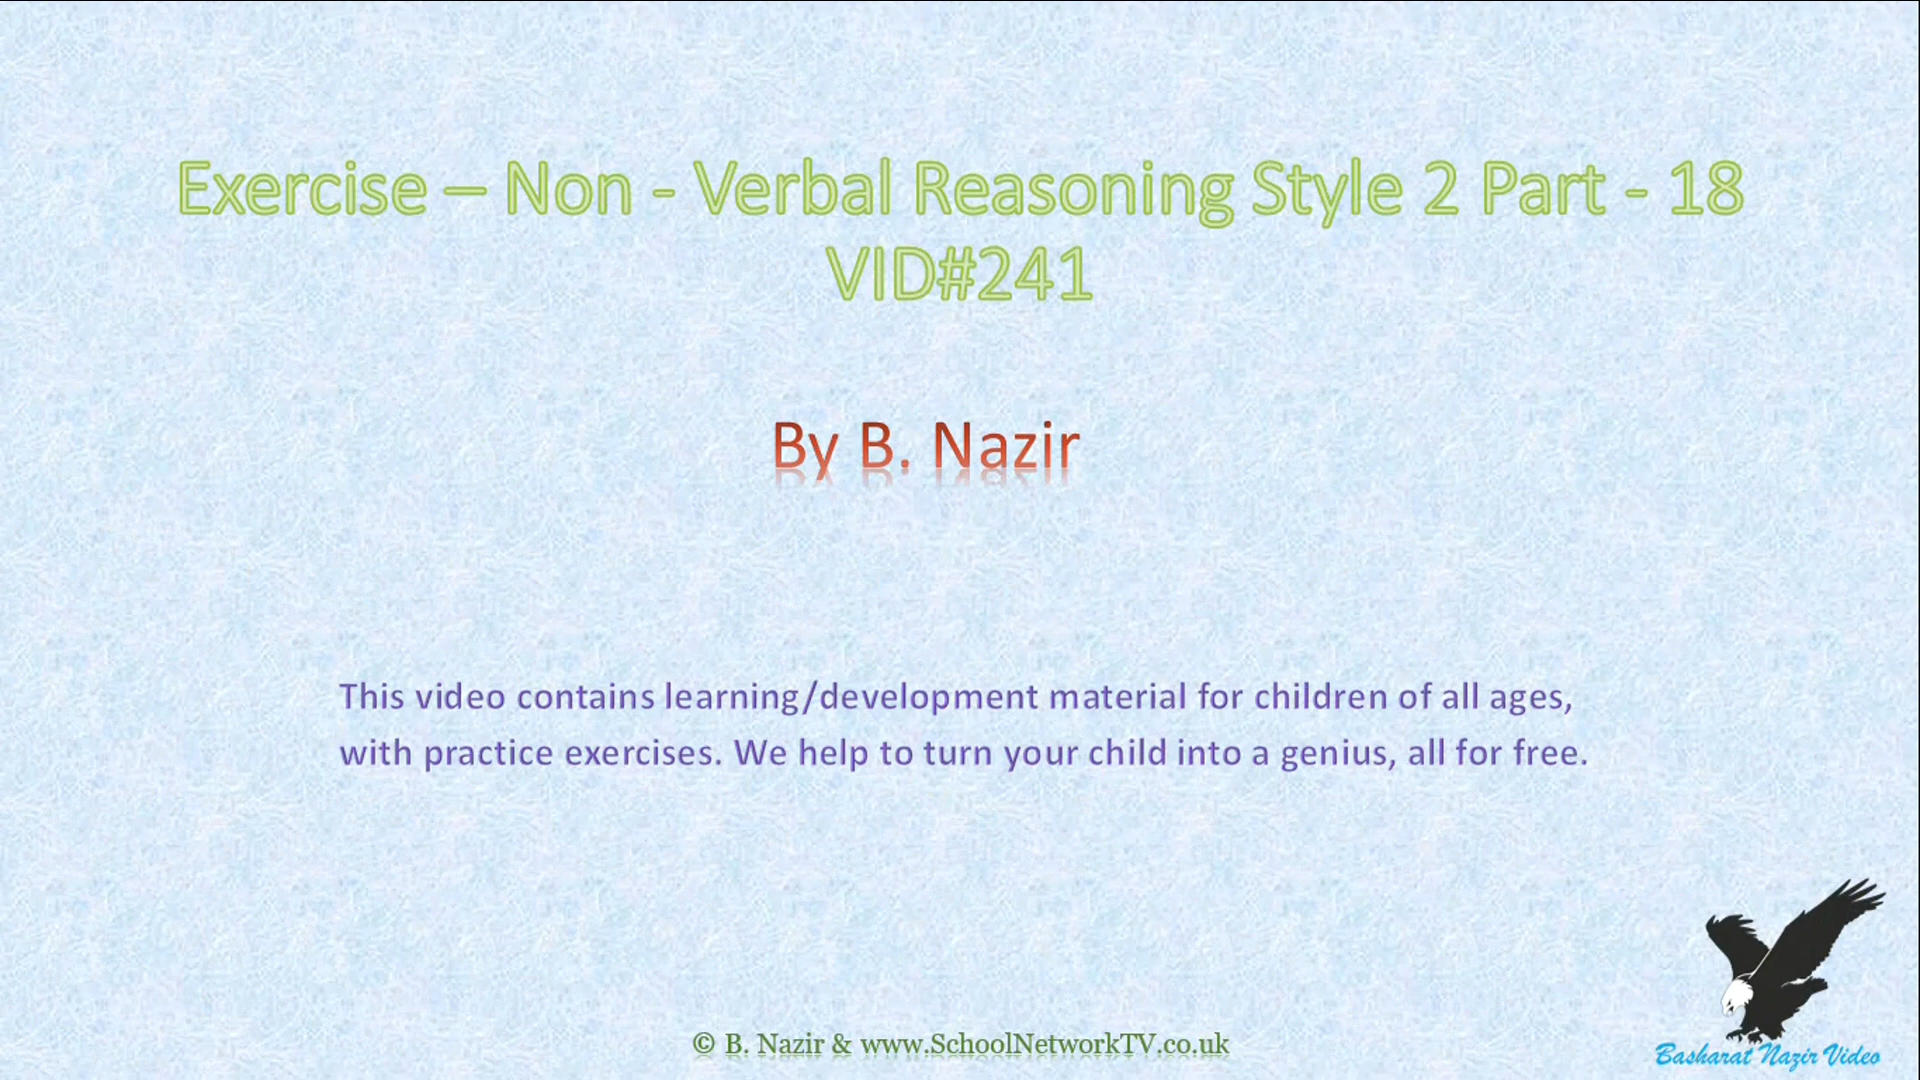 Exercise – Non - Verbal Reasoning Style 2 Part - 18
VID#241
By B. Nazir
This video contains learning/development material for children of all ages,
with practice exercises. We help to turn your child into a genius, all for free.
© B. Nazir & www.SchoolNetworkTV.co.uk
Basharat Nazir Video